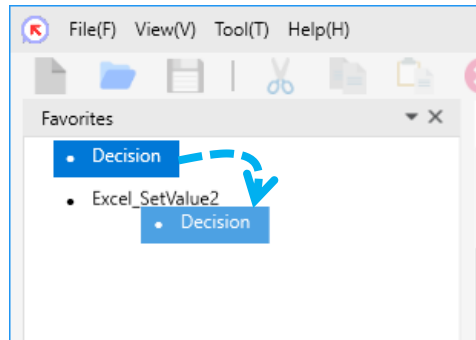 File(F) View(V) Tool(T) Help(H)
Favorites
• Decision
• Excel_SetValue2
• Decision